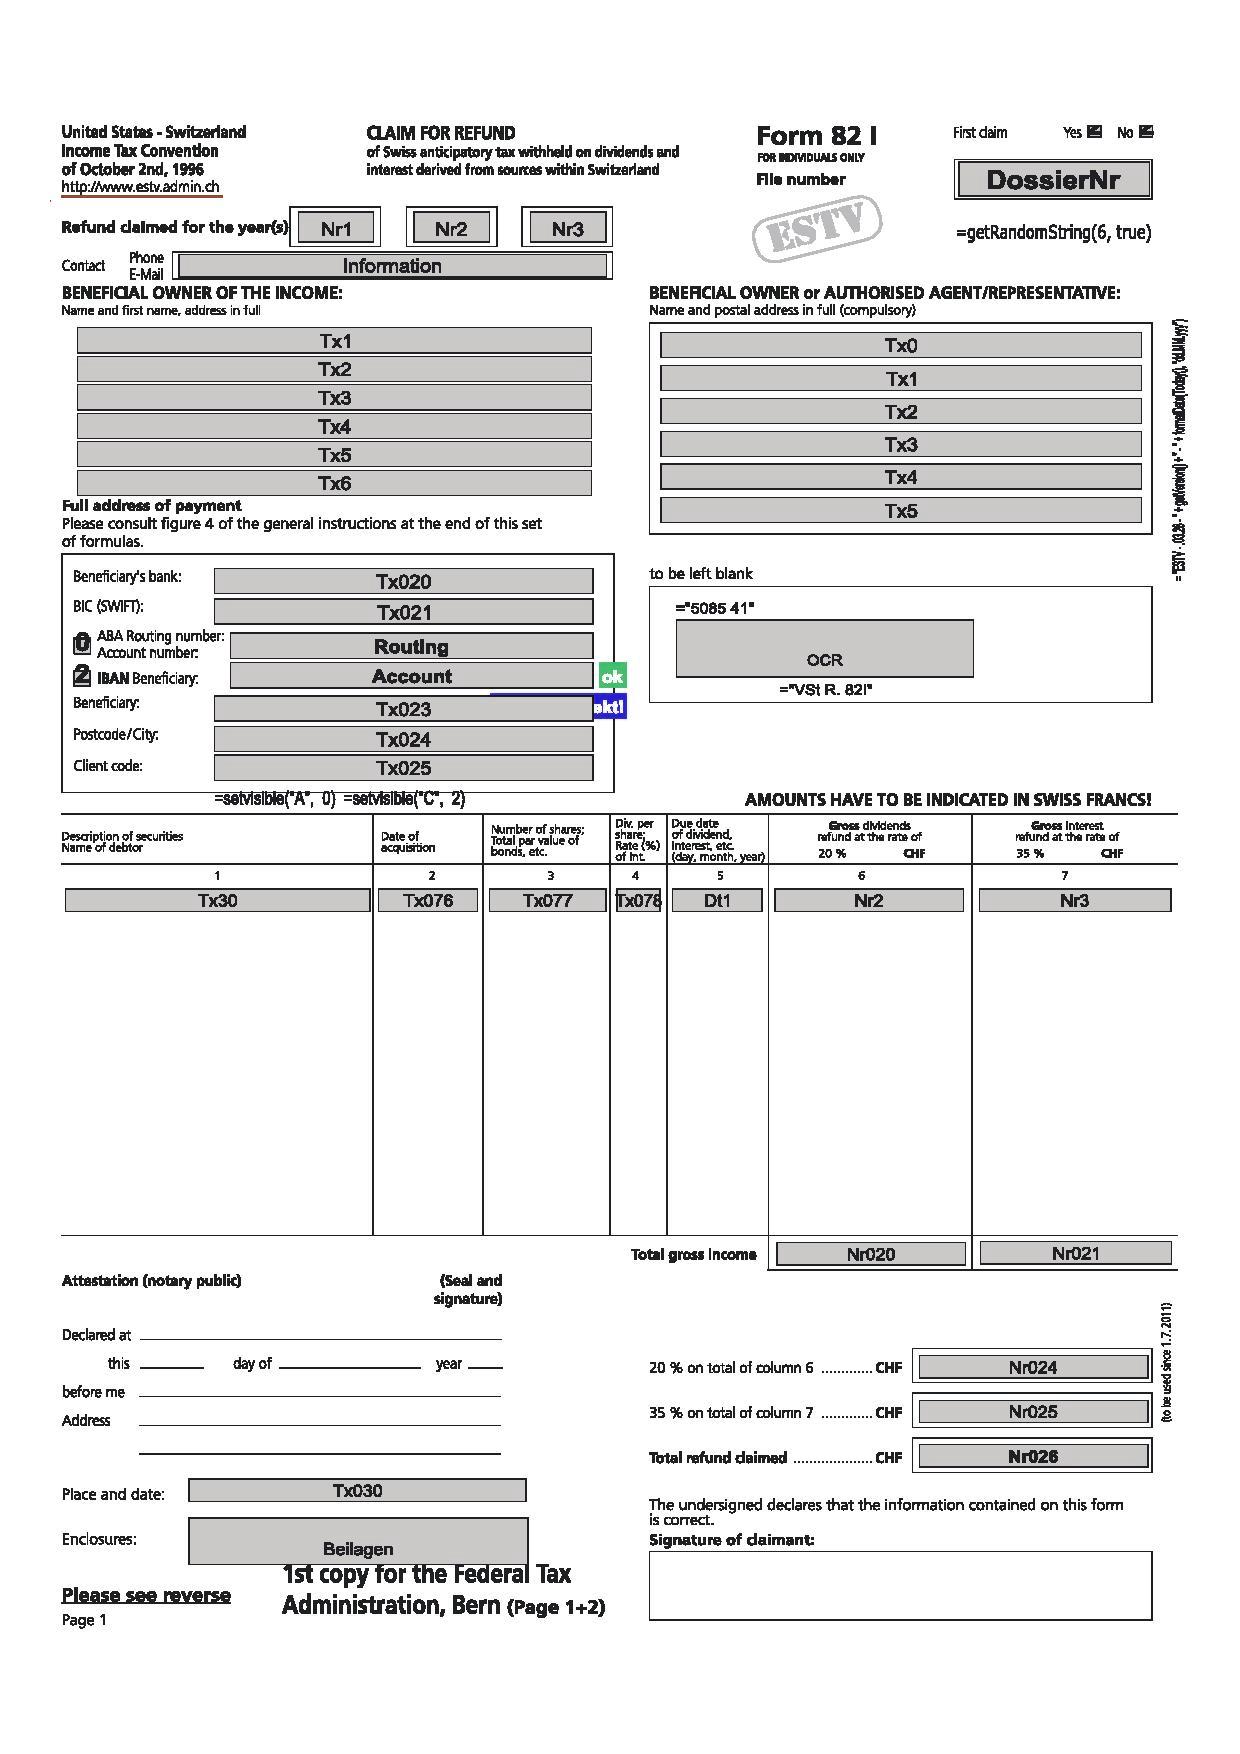 United States - Switzerland
Income Tax Convention
of October 2nd, 1996
http://www.estv.admin.ch
CLAIM FOR REFUND
of Swiss anticipatory tax withheld on dividends and
interest derived from sources within Switzerland
Form 82 I
FOR INDIVIDUALS ONLY
File number
First claim Yes No
DossierNr
ESTV
=getRandomString(6, true)
Refund claimed for the year(s) Nr1 Nr2 Nr3
Contact Phone
E-Mail
Information
BENEFICIAL OWNER OF THE INCOME:
Name and first name, address in full
Tx1
Tx2
Tx3
Tx4
Tx5
Tx6
BENEFICIAL OWNER or AUTHORISED AGENT/REPRESENTATIVE:
Name and postal address in full (compulsory)
Tx0
Tx1
Tx2
Tx3
Tx4
Tx5
Full address of payment
Please consult figure 4 of the general instructions at the end of this set
of formulas.
Beneficiary's bank: Tx020
BIC (SWIFT): Tx021
0 ABA Routing number: Routing
Account number:
2 IBAN Beneficiary: Account ok
Beneficiary: Tx023 akt!
Postcode/City: Tx024
Client code: Tx025
=setvisible("A", 0) =setvisible("C", 2)
to be left blank
="5085 41"
OCR
="VSt R. 82I"
AMOUNTS HAVE TO BE INDICATED IN SWISS FRANCS!
Description of securities
Name of debtor
Date of
acquisition
Number of shares;
Total par value of
bonds, etc.
Div. per
share;
Rate (%)
of Int.
Due date
of dividend,
interest, etc.
(day, month, year)
Gross dividends
refund at the rate of
20 % CHF
Gross interest
refund at the rate of
35 % CHF
1 2 3 4 5 6 7
Tx30 Tx076 Tx077 Tx078 Dt1 Nr2 Nr3
Total gross income Nr020 Nr021
Attestation (notary public) (Seal and
signature)
Declared at
this day of year
before me
Address
20 % on total of column 6 ............. CHF Nr024
35 % on total of column 7 ............. CHF Nr025
Total refund claimed .................... CHF Nr026
(to be used since 1.7.2011)
Place and date: Tx030
Enclosures: Beilagen
The undersigned declares that the information contained on this form
is correct.
Signature of claimant:
1st copy for the Federal Tax
Administration, Bern (Page 1+2)
Please see reverse
Page 1